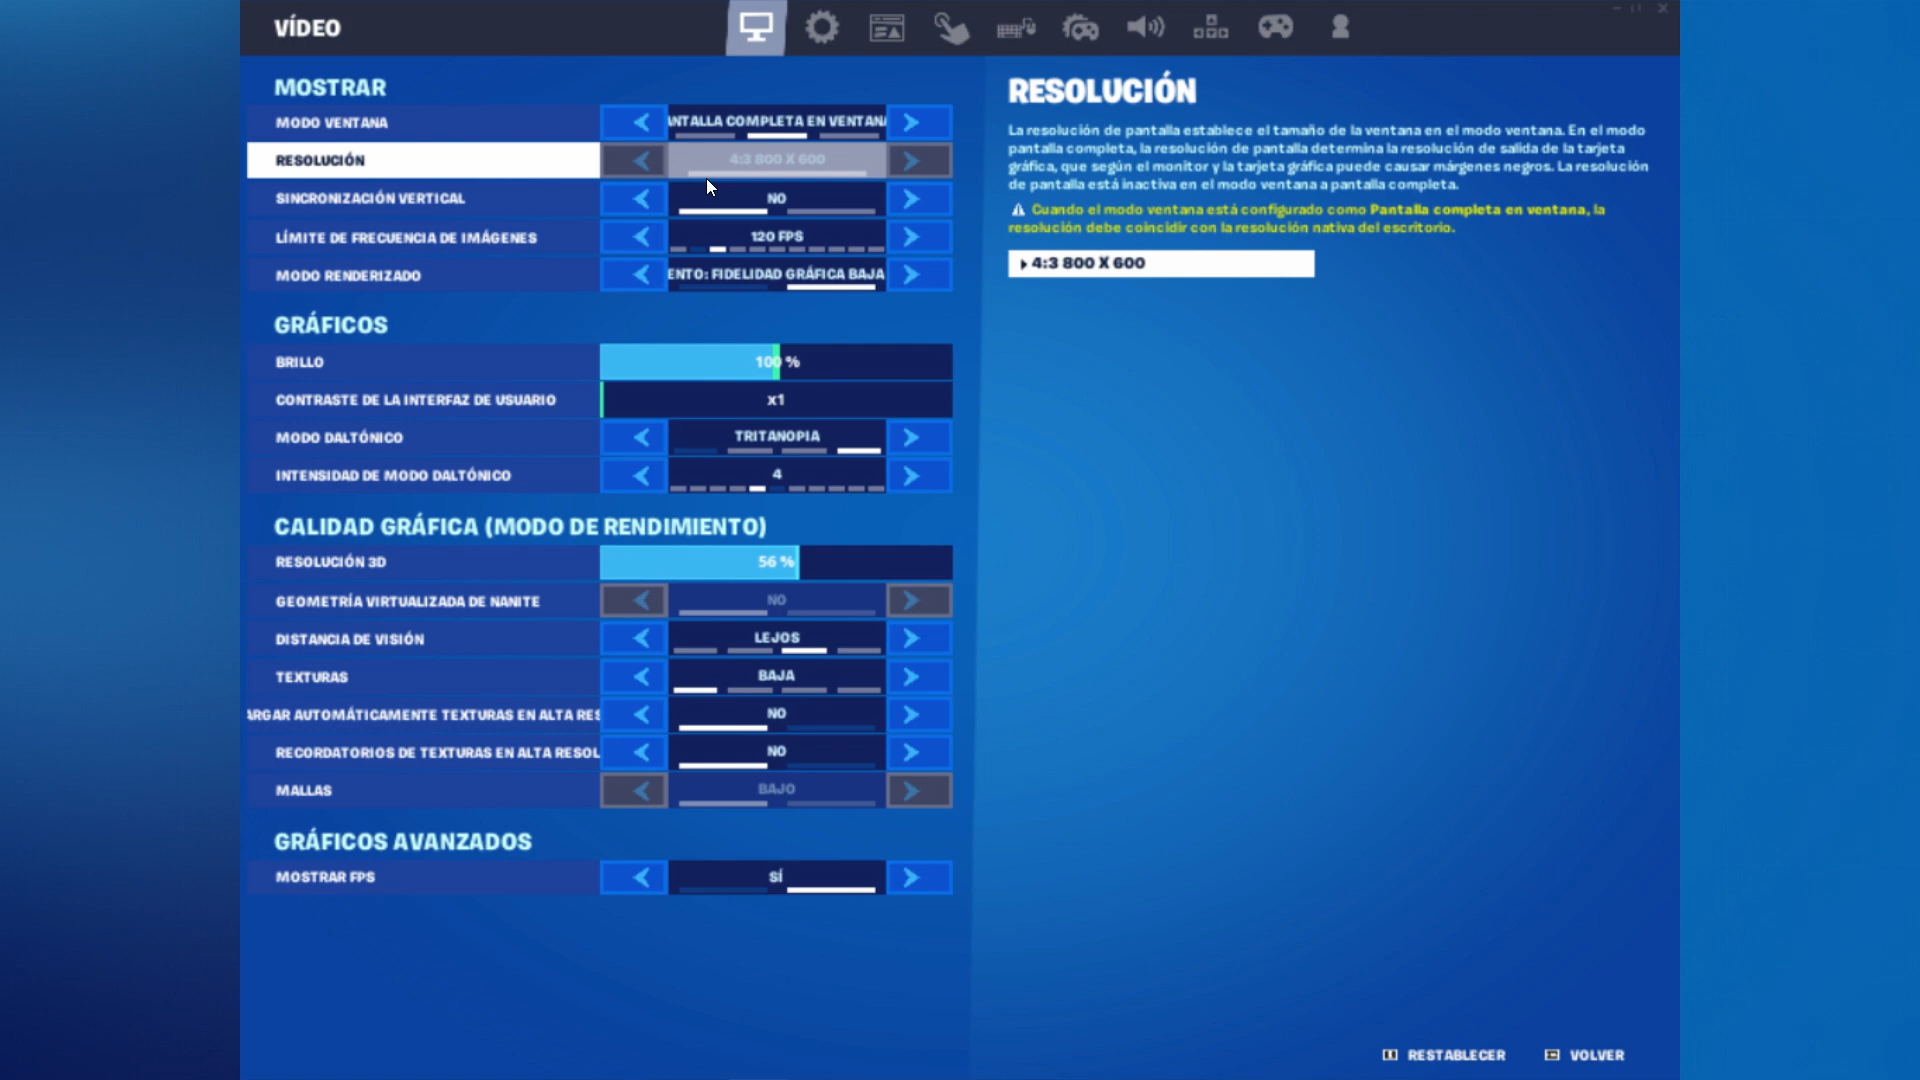 VÍDEO
MOSTRAR
MODO VENTANA
ANTALLA COMPLETA EN VENTANA
RESOLUCIÓN
4:3 800 X 600
SINCRONIZACIÓN VERTICAL
NO
LÍMITE DE FRECUENCIA DE IMÁGENES
120 FPS
MODO RENDERIZADO
ENTO: FIDELIDAD GRÁFICA BAJA
GRÁFICOS
BRILLO
100 %
CONTRASTE DE LA INTERFAZ DE USUARIO
x1
MODO DALTÓNICO
TRITANOPIA
INTENSIDAD DE MODO DALTÓNICO
4
CALIDAD GRÁFICA (MODO DE RENDIMIENTO)
RESOLUCIÓN 3D
56 %
GEOMETRÍA VIRTUALIZADA DE NANITE
NO
DISTANCIA DE VISIÓN
LEJOS
TEXTURAS
BAJA
ARGAR AUTOMÁTICAMENTE TEXTURAS EN ALTA RES
NO
RECORDATORIOS DE TEXTURAS EN ALTA RESOL
NO
MALLAS
BAJO
GRÁFICOS AVANZADOS
MOSTRAR FPS
SÍ
RESOLUCIÓN
La resolución de pantalla establece el tamaño de la ventana en el modo ventana. En el modo
pantalla completa, la resolución de pantalla determina la resolución de salida de la tarjeta
gráfica, que según el monitor y la tarjeta gráfica puede causar márgenes negros. La resolución
de pantalla está inactiva en el modo ventana a pantalla completa.
Cuando el modo ventana está configurado como Pantalla completa en ventana, la
resolución debe coincidir con la resolución nativa del escritorio.
4:3 800 X 600
RESTABLECER
VOLVER